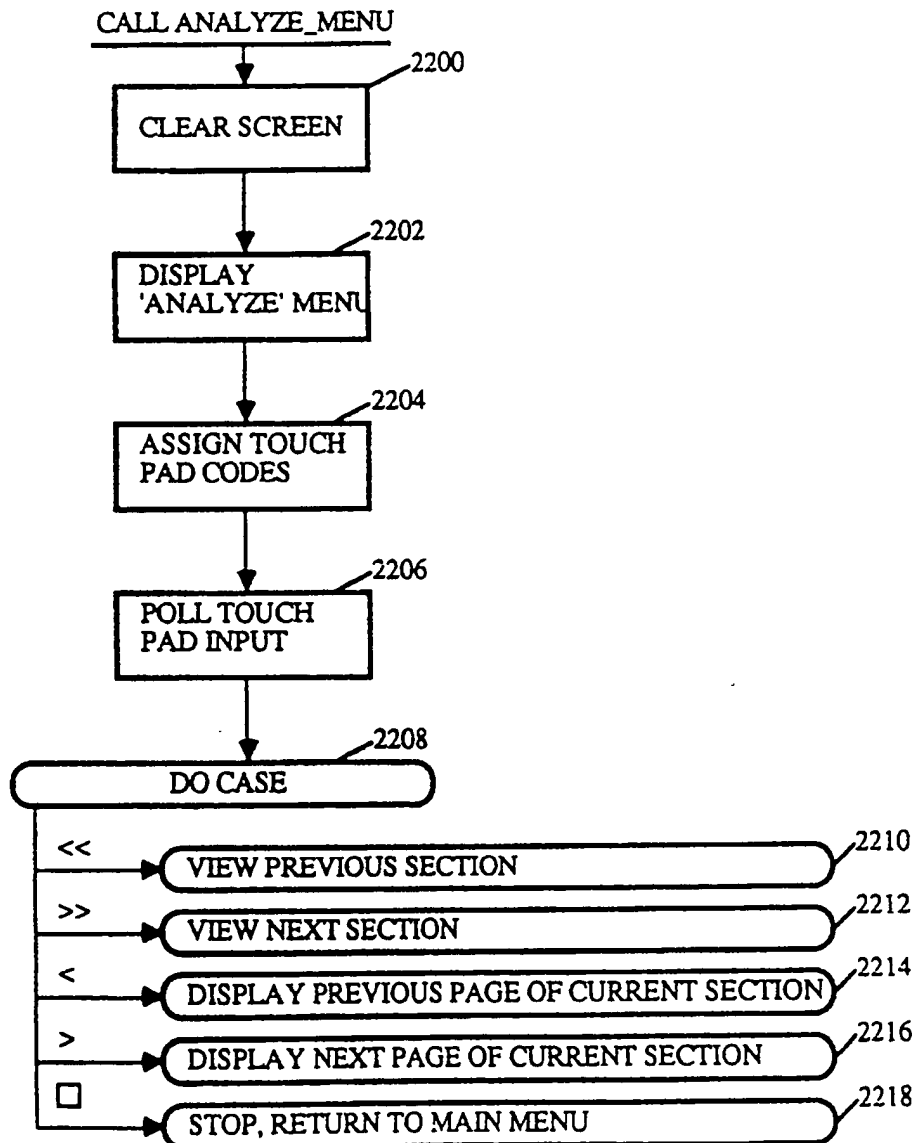 CALL ANALYZE_MENU
2200
CLEAR SCREEN
2202
DISPLAY
'ANALYZE' MENU
2204
ASSIGN TOUCH
PAD CODES
2206
POLL TOUCH
PAD INPUT
2208
DO CASE
<<
VIEW PREVIOUS SECTION
2210
>>
VIEW NEXT SECTION
2212
<
DISPLAY PREVIOUS PAGE OF CURRENT SECTION
2214
>
DISPLAY NEXT PAGE OF CURRENT SECTION
2216
□
STOP, RETURN TO MAIN MENU
2218